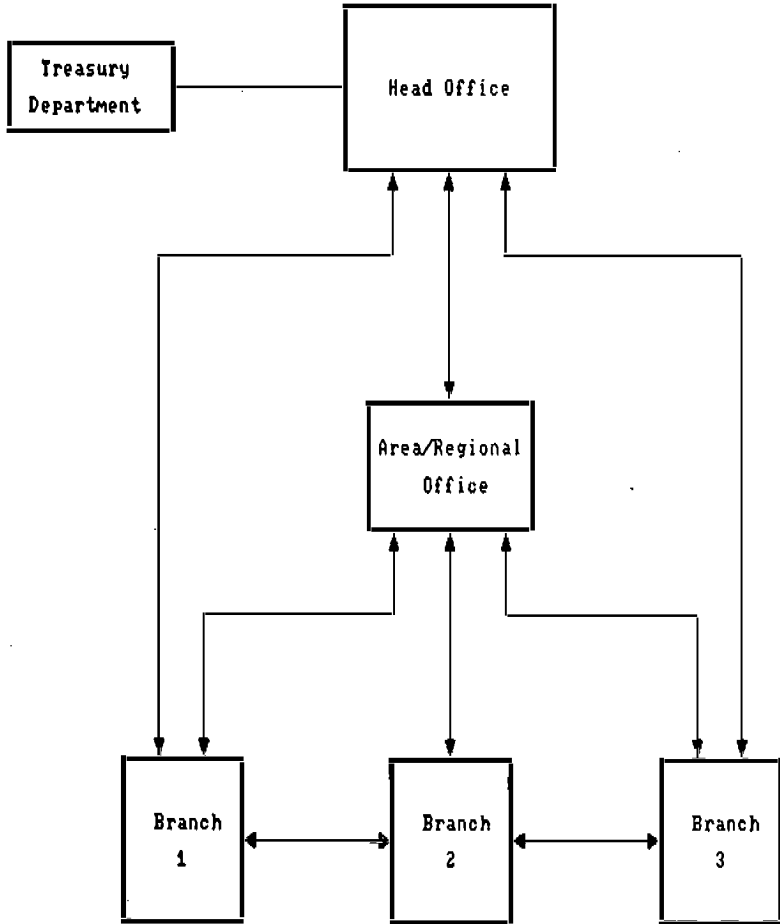 Treasury
Department
Head Office
Area/Regional
Office
Branch
1
Branch
2
Branch
3